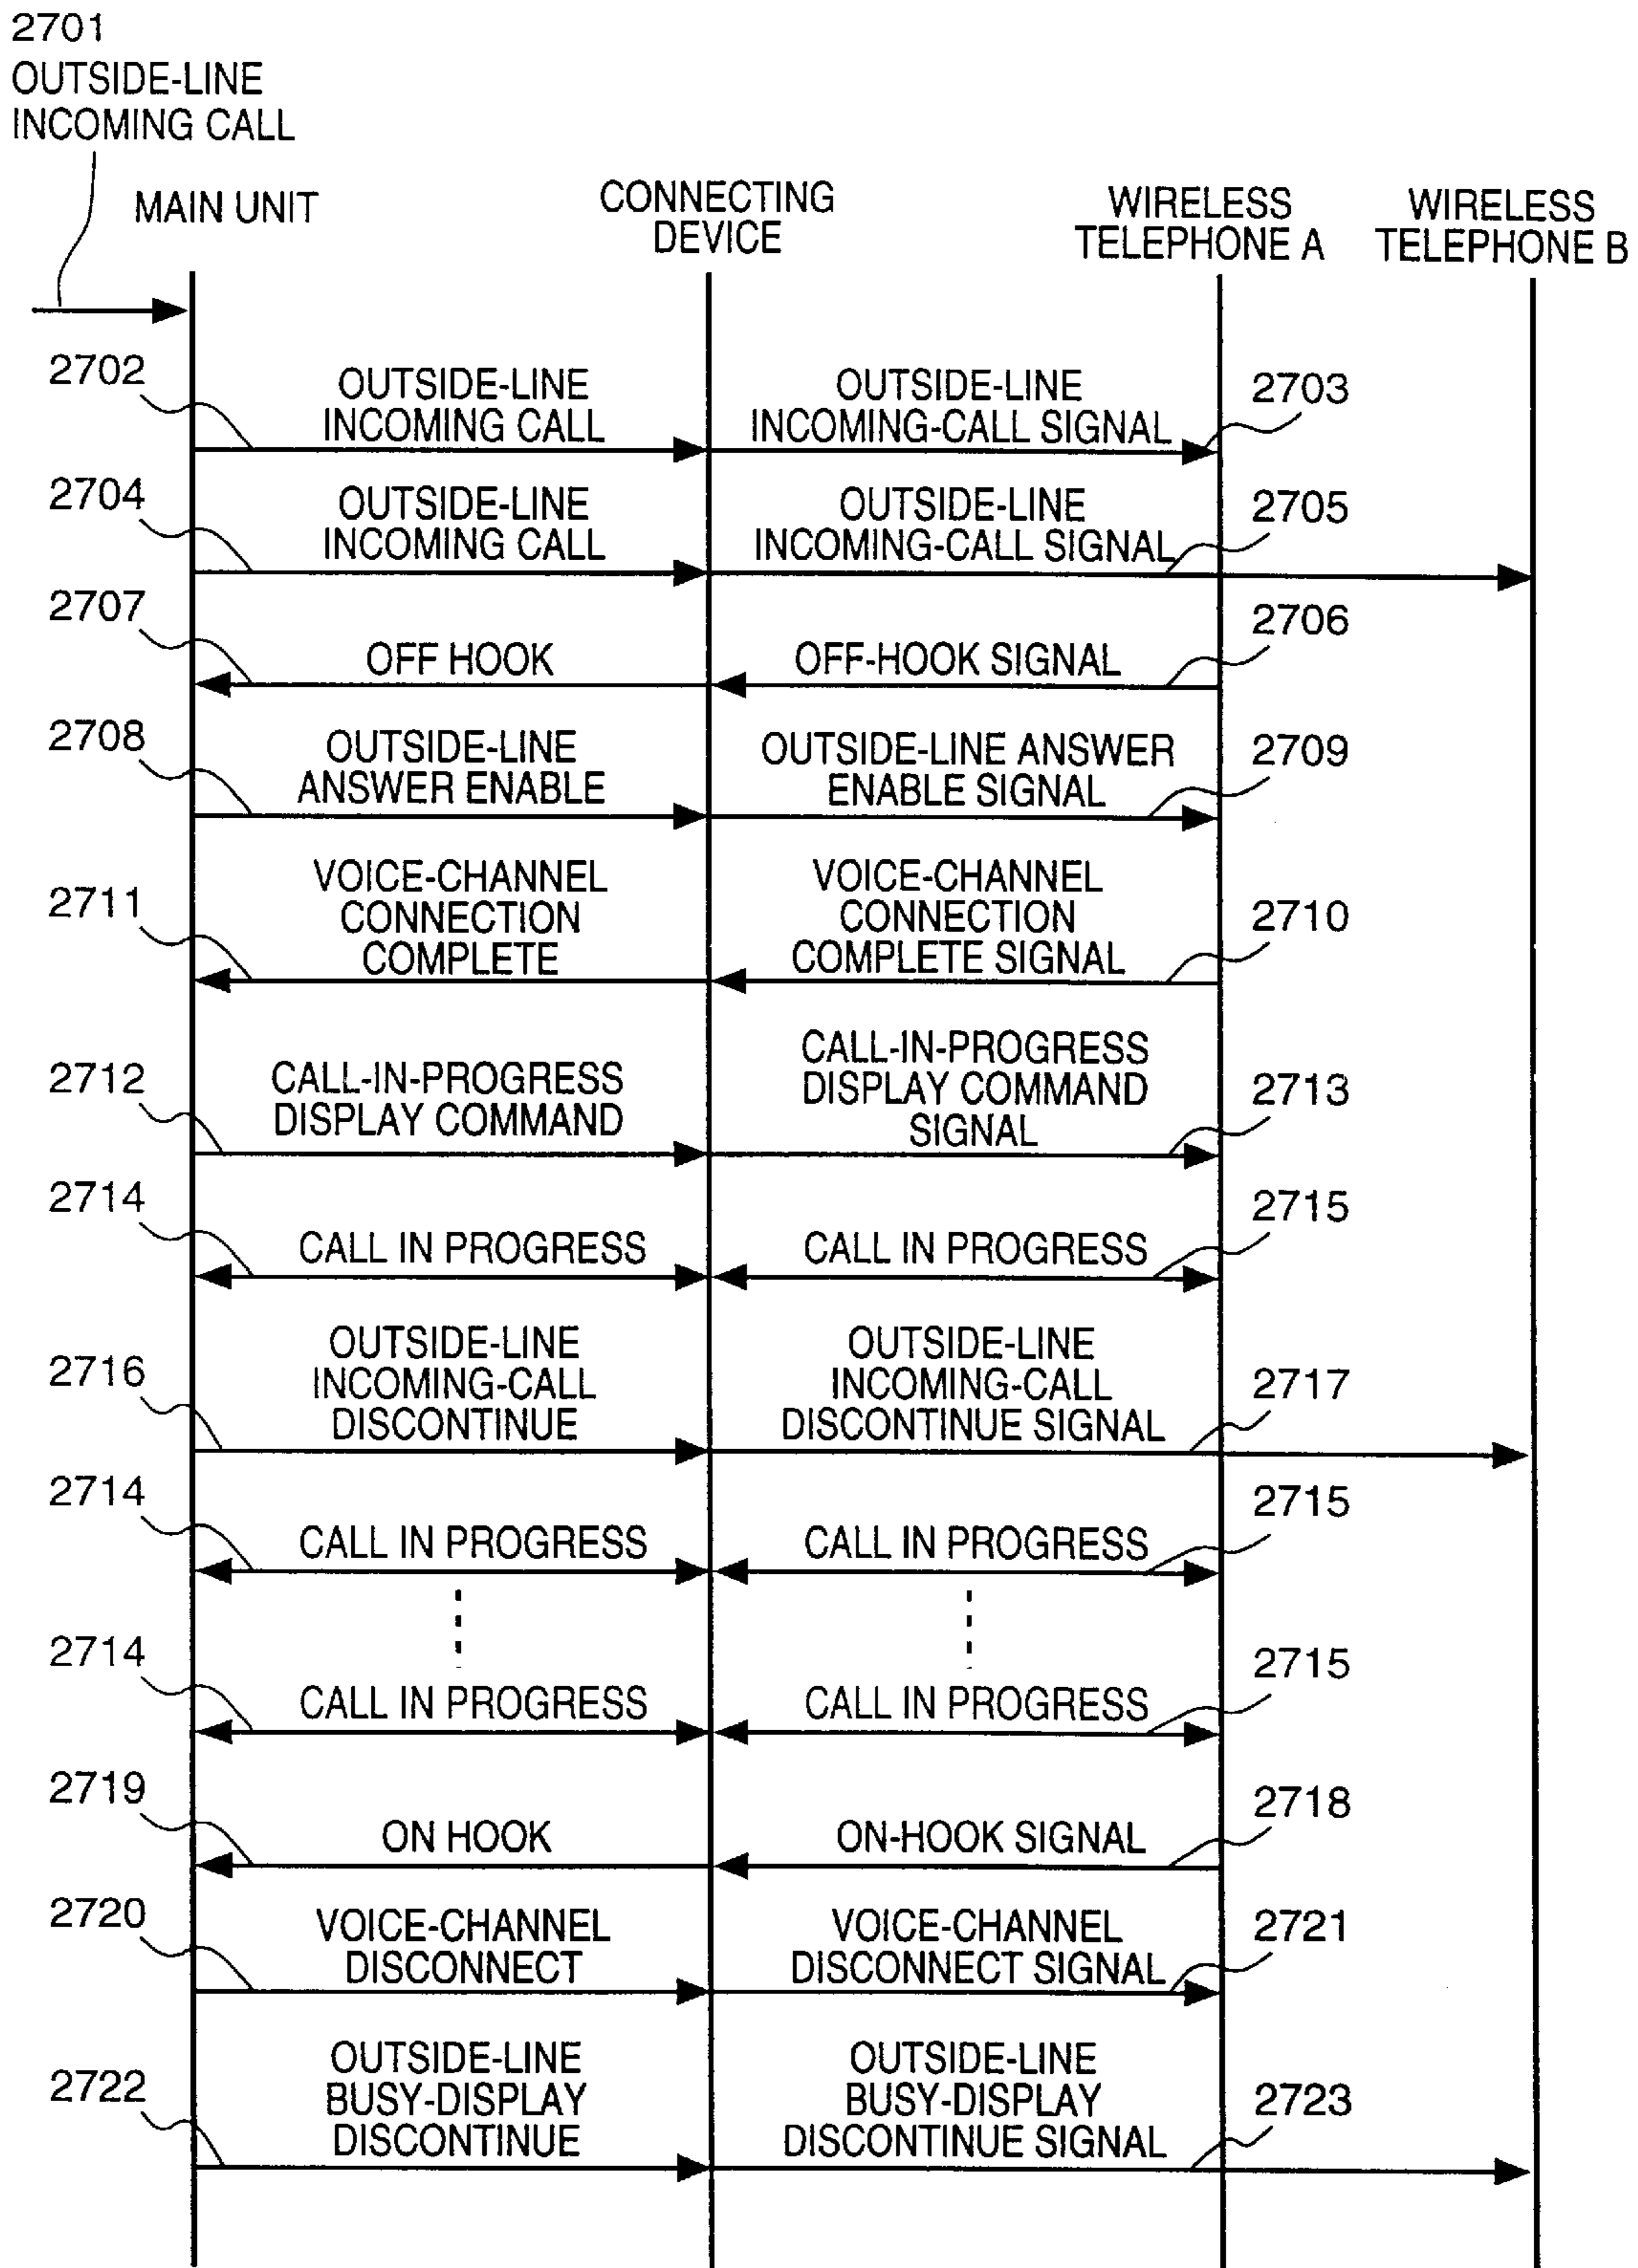 2701
OUTSIDE-LINE
INCOMING CALL
MAIN UNIT
CONNECTING
DEVICE
WIRELESS
TELEPHONE A
WIRELESS
TELEPHONE B
2702
OUTSIDE-LINE
INCOMING CALL
OUTSIDE-LINE
INCOMING-CALL SIGNAL
2703
2704
OUTSIDE-LINE
INCOMING CALL
OUTSIDE-LINE
INCOMING-CALL SIGNAL
2705
2707
OFF HOOK
OFF-HOOK SIGNAL
2706
2708
OUTSIDE-LINE
ANSWER ENABLE
OUTSIDE-LINE ANSWER
ENABLE SIGNAL
2709
2711
VOICE-CHANNEL
CONNECTION
COMPLETE
VOICE-CHANNEL
CONNECTION
COMPLETE SIGNAL
2710
2712
CALL-IN-PROGRESS
DISPLAY COMMAND
CALL-IN-PROGRESS
DISPLAY COMMAND
SIGNAL
2713
2714
CALL IN PROGRESS
CALL IN PROGRESS
2715
2716
OUTSIDE-LINE
INCOMING-CALL
DISCONTINUE
OUTSIDE-LINE
INCOMING-CALL
DISCONTINUE SIGNAL
2717
2714
CALL IN PROGRESS
CALL IN PROGRESS
2715
2714
CALL IN PROGRESS
CALL IN PROGRESS
2715
2719
ON HOOK
ON-HOOK SIGNAL
2718
2720
VOICE-CHANNEL
DISCONNECT
VOICE-CHANNEL
DISCONNECT SIGNAL
2721
2722
OUTSIDE-LINE
BUSY-DISPLAY
DISCONTINUE
OUTSIDE-LINE
BUSY-DISPLAY
DISCONTINUE SIGNAL
2723